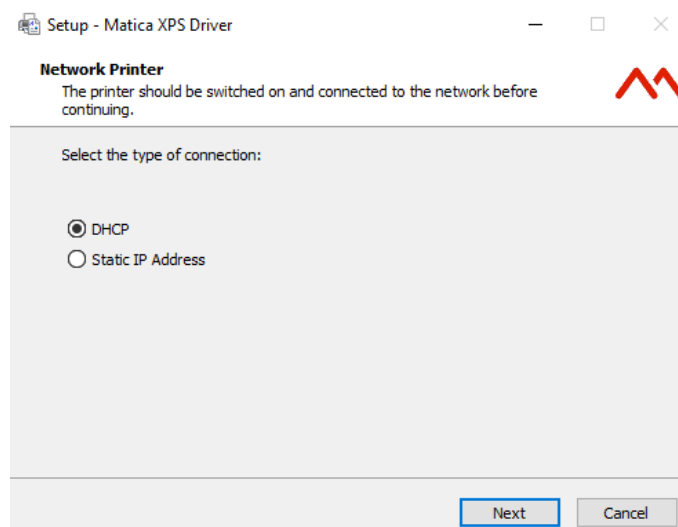 Setup - Matica XPS Driver
Network Printer
The printer should be switched on and connected to the network before
continuing.
Select the type of connection:
DHCP
Static IP Address
Next
Cancel